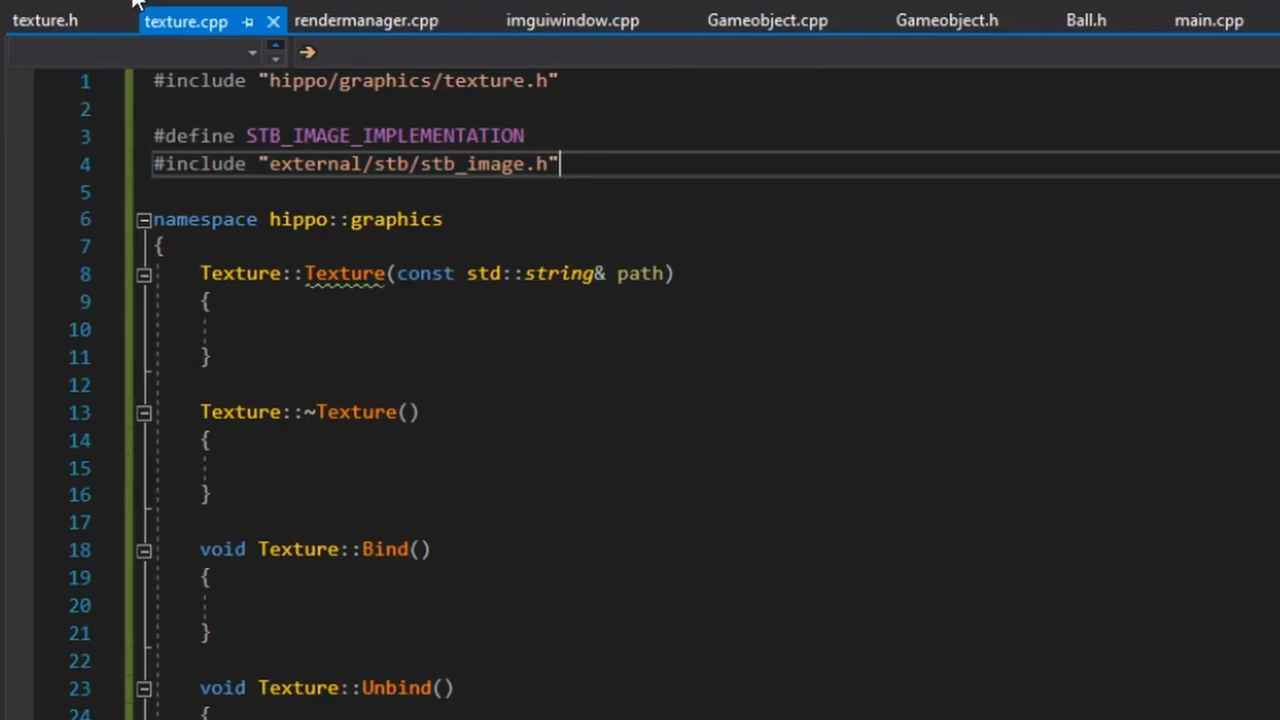 texture.h texture.cpp rendermanager.cpp imguiwindow.cpp Gameobject.cpp Gameobject.h Ball.h main.cpp
1 #include "hippo/graphics/texture.h"
2
3 #define STB_IMAGE_IMPLEMENTATION
4 #include "external/stb/stb_image.h"
5
6 namespace hippo::graphics
7 {
8 Texture::Texture(const std::string& path)
9 {
10
11 }
12
13 Texture::~Texture()
14 {
15
16 }
17
18 void Texture::Bind()
19 {
20
21 }
22
23 void Texture::Unbind()
24 {